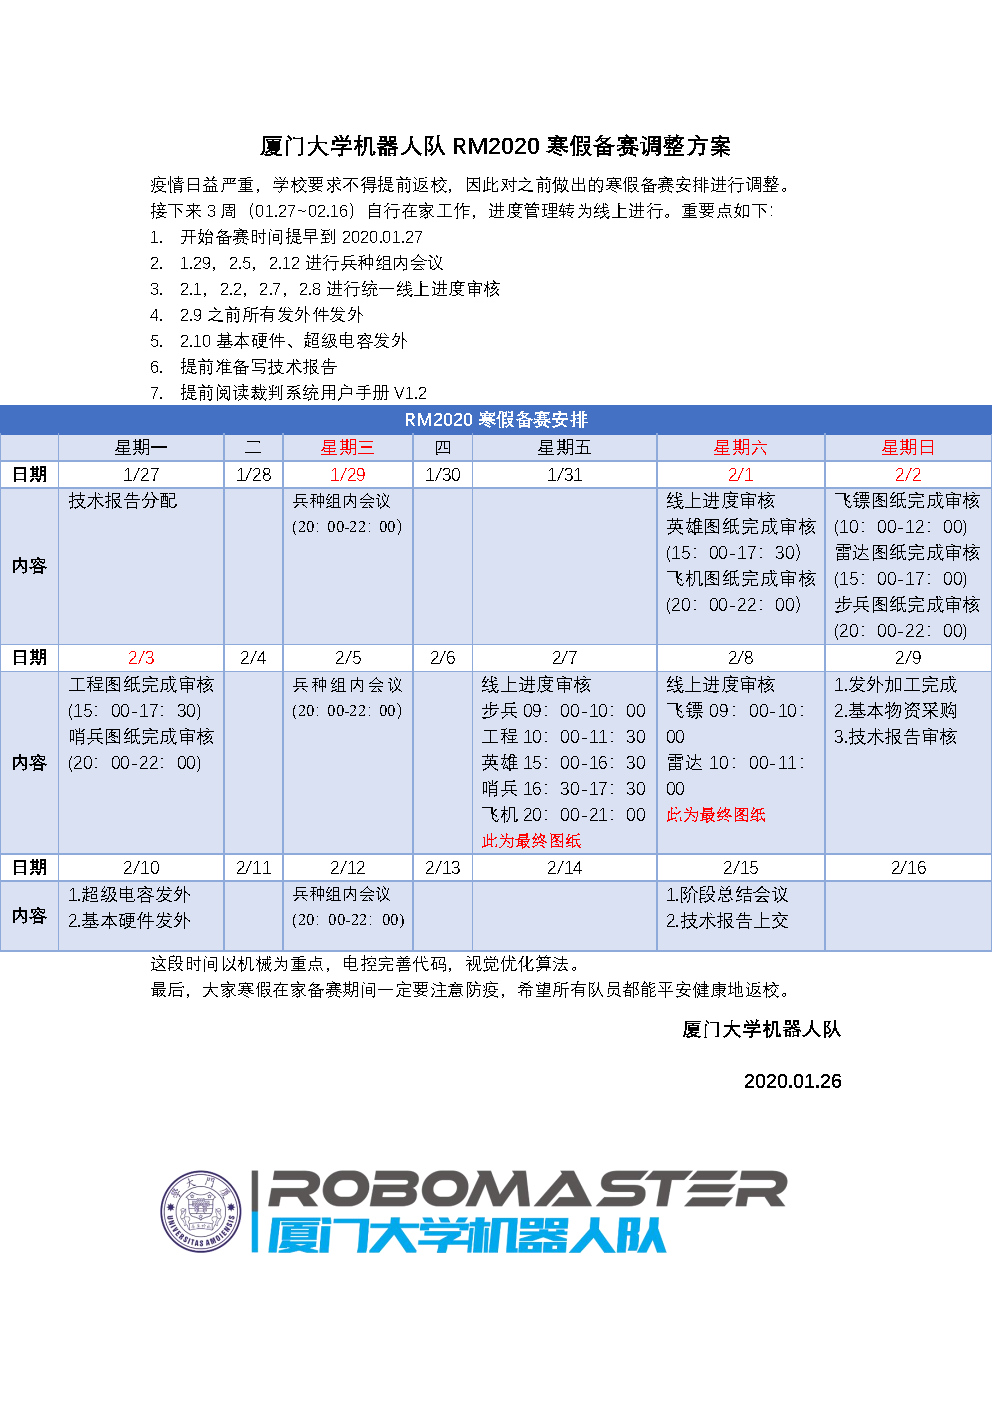 厦门大学机器人队 RM2020 寒假备赛调整方案
疫情日益严重，学校要求不得提前返校，因此对之前做出的寒假备赛安排进行调整。
接下来 3 周（01.27~02.16）自行在家工作，进度管理转为线上进行。重要点如下：
1. 开始备赛时间提早到 2020.01.27
2. 1.29，2.5，2.12 进行兵种组内会议
3. 2.1，2.2，2.7，2.8 进行统一线上进度审核
4. 2.9 之前所有发外件发外
5. 2.10 基本硬件、超级电容发外
6. 提前准备写技术报告
7. 提前阅读裁判系统用户手册 V1.2
RM2020 寒假备赛安排
星期一 二 星期三 四 星期五 星期六 星期日
日期 1/27 1/28 1/29 1/30 1/31 2/1 2/2
内容
技术报告分配
兵种组内会议
(20：00-22：00）
线上进度审核
英雄图纸完成审核
(15：00-17：30）
飞机图纸完成审核
(20：00-22：00）
飞镖图纸完成审核
(10：00-12：00)
雷达图纸完成审核
(15：00-17：00)
步兵图纸完成审核
(20：00-22：00)
日期 2/3 2/4 2/5 2/6 2/7 2/8 2/9
内容
工程图纸完成审核
(15：00-17：30)
哨兵图纸完成审核
(20：00-22：00)
兵种组内会议
(20：00-22：00）
线上进度审核
步兵 09：00-10：00
工程 10：00-11：30
英雄 15：00-16：30
哨兵 16：30-17：30
飞机 20：00-21：00
此为最终图纸
线上进度审核
飞镖 09：00-10：
00
雷达 10：00-11：
00
此为最终图纸
1.发外加工完成
2.基本物资采购
3.技术报告审核
日期 2/10 2/11 2/12 2/13 2/14 2/15 2/16
内容
1.超级电容发外
2.基本硬件发外
兵种组内会议
(20：00-22：00)
1.阶段总结会议
2.技术报告上交
这段时间以机械为重点，电控完善代码，视觉优化算法。
最后，大家寒假在家备赛期间一定要注意防疫，希望所有队员都能平安健康地返校。
厦门大学机器人队
2020.01.26
ROBOMASTER
厦门大学机器人队
UNIVERSITAS AMOIENSIS